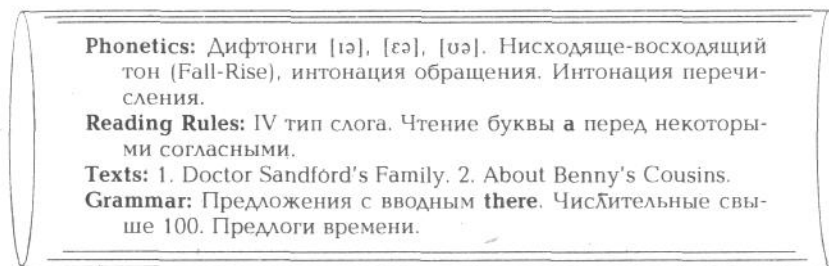 Phonetics: Дифтонги [ɪə], [ɛə], [ʊə]. Нисходяще-восходящий
тон (Fall-Rise), интонация обращения. Интонация перечи-
сления.
Reading Rules: IV тип слога. Чтение буквы а перед некоторы-
ми согласными.
Texts: 1. Doctor Sandford's Family. 2. About Benny's Cousins.
Grammar: Предложения с вводным there. Числительные свы-
ше 100. Предлоги времени.